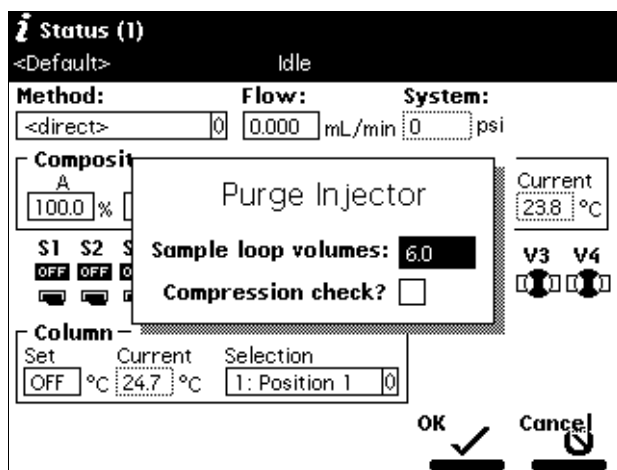 i Status (1)
<Default> Idle
Method: Flow: System:
<direct> 0 0.000 mL/min 0 psi
Composit
A Current
100.0 % 23.8 °C
Purge Injector
Sample loop volumes: 6.0
Compression check?
S1 S2 S V3 V4
OFF OFF
Column
Set Current Selection
OFF °C 24.7 °C 1: Position 1 0
OK Cancel